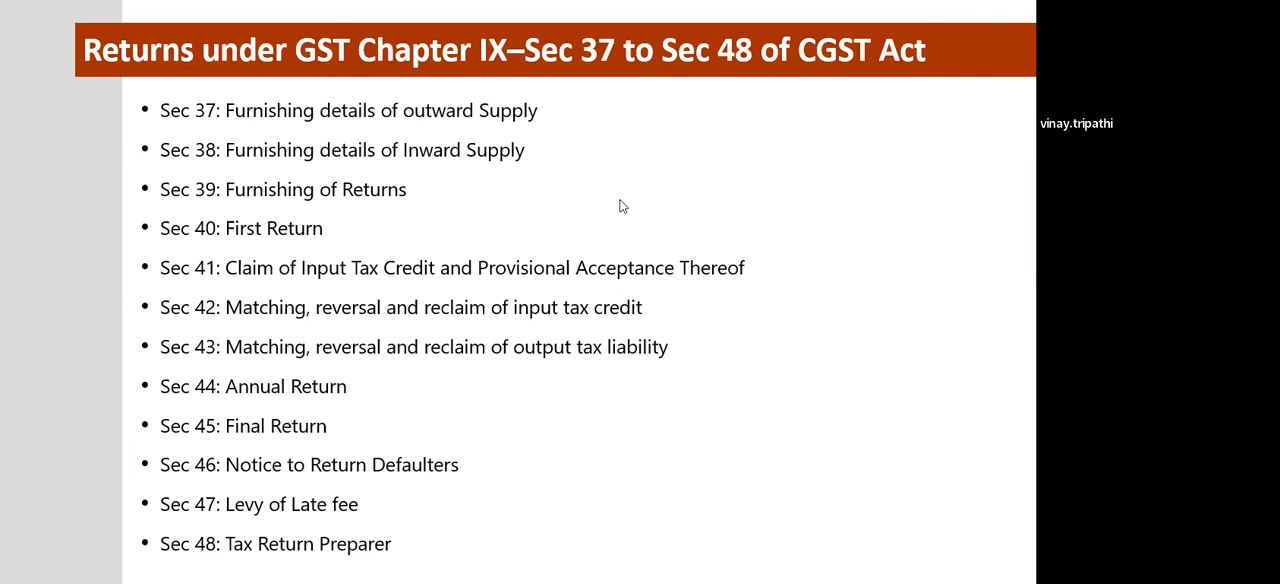 Returns under GST Chapter IX–Sec 37 to Sec 48 of CGST Act
vinay.tripathi
• Sec 37: Furnishing details of outward Supply
• Sec 38: Furnishing details of Inward Supply
• Sec 39: Furnishing of Returns
• Sec 40: First Return
• Sec 41: Claim of Input Tax Credit and Provisional Acceptance Thereof
• Sec 42: Matching, reversal and reclaim of input tax credit
• Sec 43: Matching, reversal and reclaim of output tax liability
• Sec 44: Annual Return
• Sec 45: Final Return
• Sec 46: Notice to Return Defaulters
• Sec 47: Levy of Late fee
• Sec 48: Tax Return Preparer